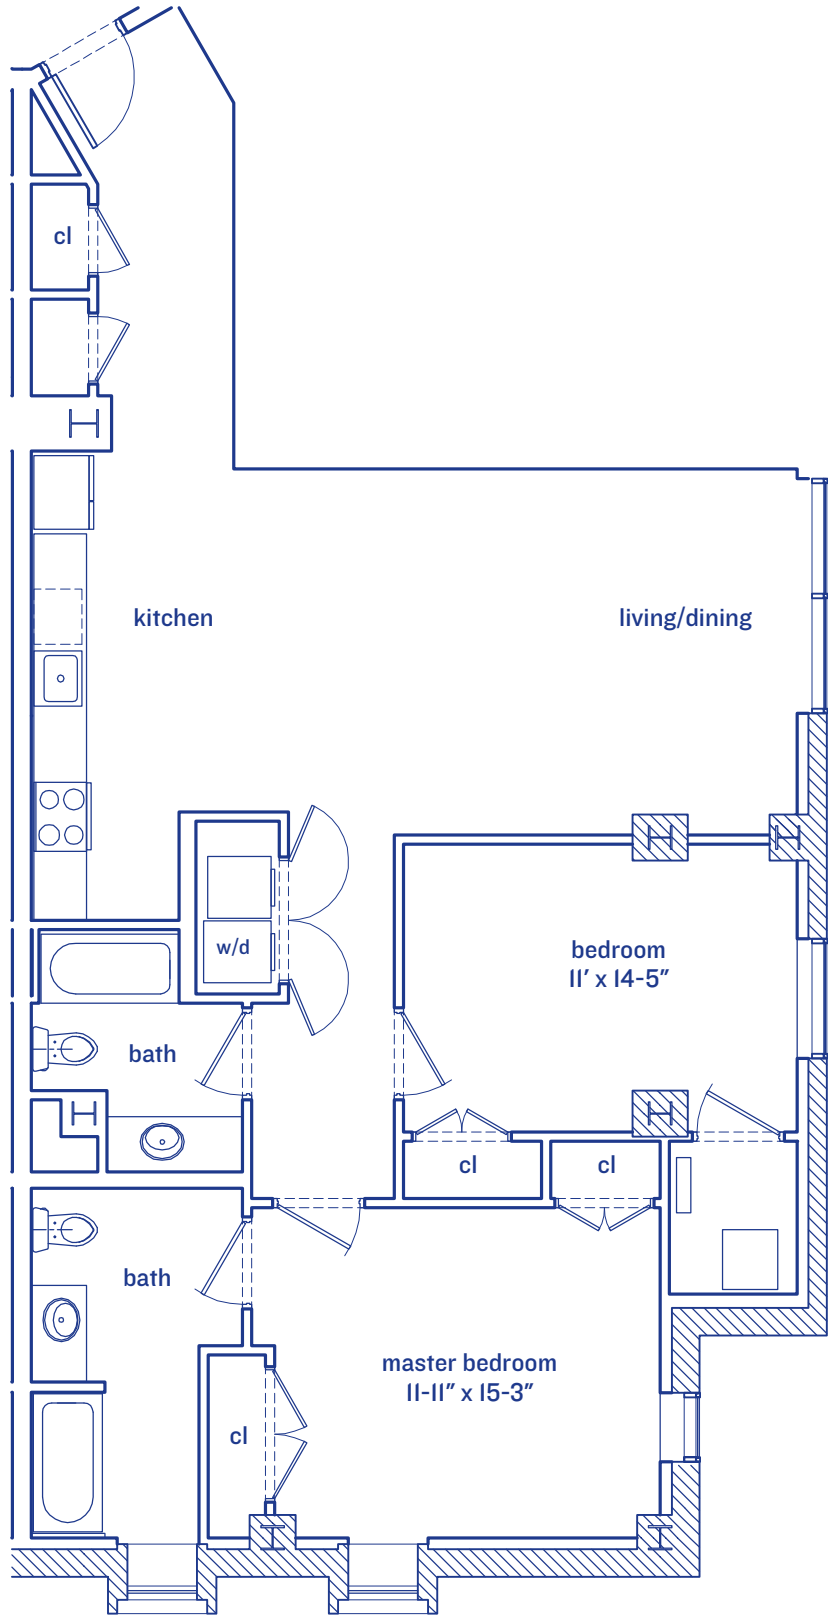 cl
kitchen
living/dining
w/d
bedroom
11' x 14-5"
bath
cl
cl
bath
master bedroom
11-11" x 15-3"
cl